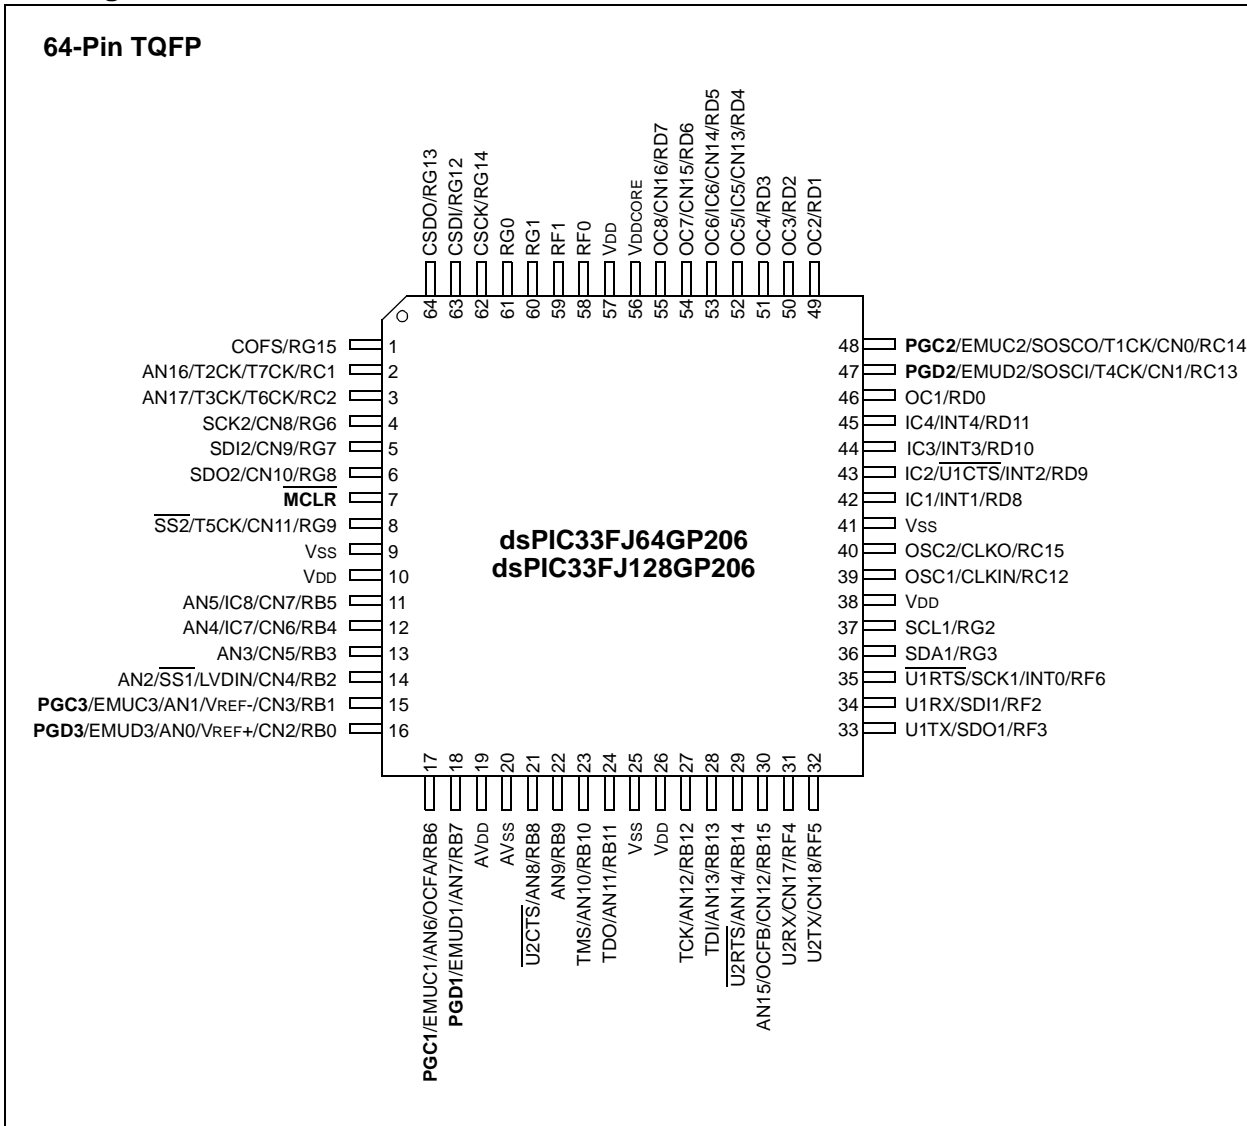 64-Pin TQFP
CSDO/RG13
CSDI/RG12
CSCK/RG14
RG0
RG1
RF1
RF0
VDD
VDDCORE
OC8/CN16/RD7
OC7/CN15/RD6
OC6/IC6/CN14/RD5
OC5/IC5/CN13/RD4
OC4/RD3
OC3/RD2
OC2/RD1
64
63
62
61
60
59
58
57
56
55
54
53
52
51
50
49
COFS/RG15 1
AN16/T2CK/T7CK/RC1 2
AN17/T3CK/T6CK/RC2 3
SCK2/CN8/RG6 4
SDI2/CN9/RG7 5
SDO2/CN10/RG8 6
MCLR 7
SS2/T5CK/CN11/RG9 8
VSS 9
VDD 10
AN5/IC8/CN7/RB5 11
AN4/IC7/CN6/RB4 12
AN3/CN5/RB3 13
AN2/SS1/LVDIN/CN4/RB2 14
PGC3/EMUC3/AN1/VREF-/CN3/RB1 15
PGD3/EMUD3/AN0/VREF+/CN2/RB0 16
dsPIC33FJ64GP206
dsPIC33FJ128GP206
48 PGC2/EMUC2/SOSCO/T1CK/CN0/RC14
47 PGD2/EMUD2/SOSCI/T4CK/CN1/RC13
46 OC1/RD0
45 IC4/INT4/RD11
44 IC3/INT3/RD10
43 IC2/U1CTS/INT2/RD9
42 IC1/INT1/RD8
41 VSS
40 OSC2/CLKO/RC15
39 OSC1/CLKIN/RC12
38 VDD
37 SCL1/RG2
36 SDA1/RG3
35 U1RTS/SCK1/INT0/RF6
34 U1RX/SDI1/RF2
33 U1TX/SDO1/RF3
17
18
19
20
21
22
23
24
25
26
27
28
29
30
31
32
PGC1/EMUC1/AN6/OCFA/RB6
PGD1/EMUD1/AN7/RB7
AVDD
AVSS
U2CTS/AN8/RB8
AN9/RB9
TMS/AN10/RB10
TDO/AN11/RB11
VSS
VDD
TCK/AN12/RB12
TDI/AN13/RB13
U2RTS/AN14/RB14
AN15/OCFB/CN12/RB15
U2RX/CN17/RF4
U2TX/CN18/RF5